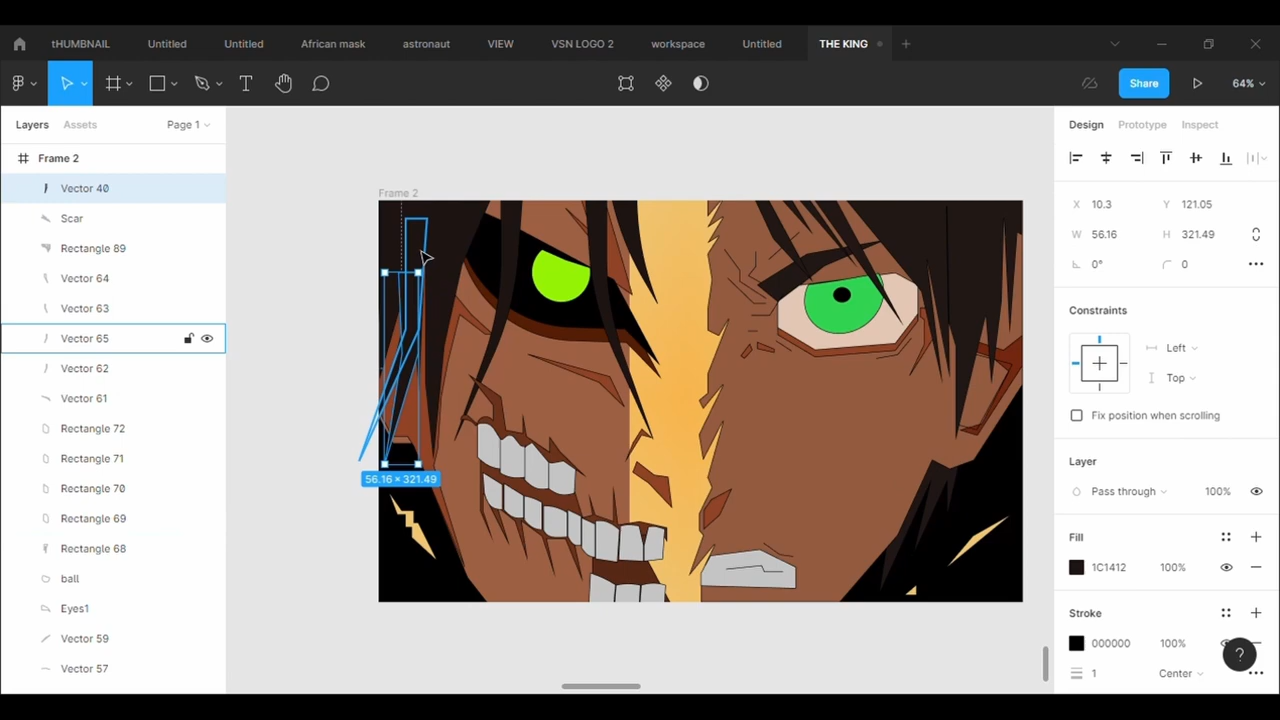 tHUMBNAIL Untitled Untitled African mask astronaut VIEW VSN LOGO 2 workspace Untitled THE KING
Share 64%
Layers Assets Page 1
Frame 2
Vector 40
Scar
Rectangle 89
Vector 64
Vector 63
Vector 65
Vector 62
Vector 61
Rectangle 72
Rectangle 71
Rectangle 70
Rectangle 69
Rectangle 68
ball
Eyes1
Vector 59
Vector 57
Frame 2
56.16 × 321.49
Design Prototype Inspect
X 10.3 Y 121.05
W 56.16 H 321.49
0° 0
Constraints
Left
Top
Fix position when scrolling
Layer
Pass through 100%
Fill
1C1412 100%
Stroke
000000 100%
1 Center
?